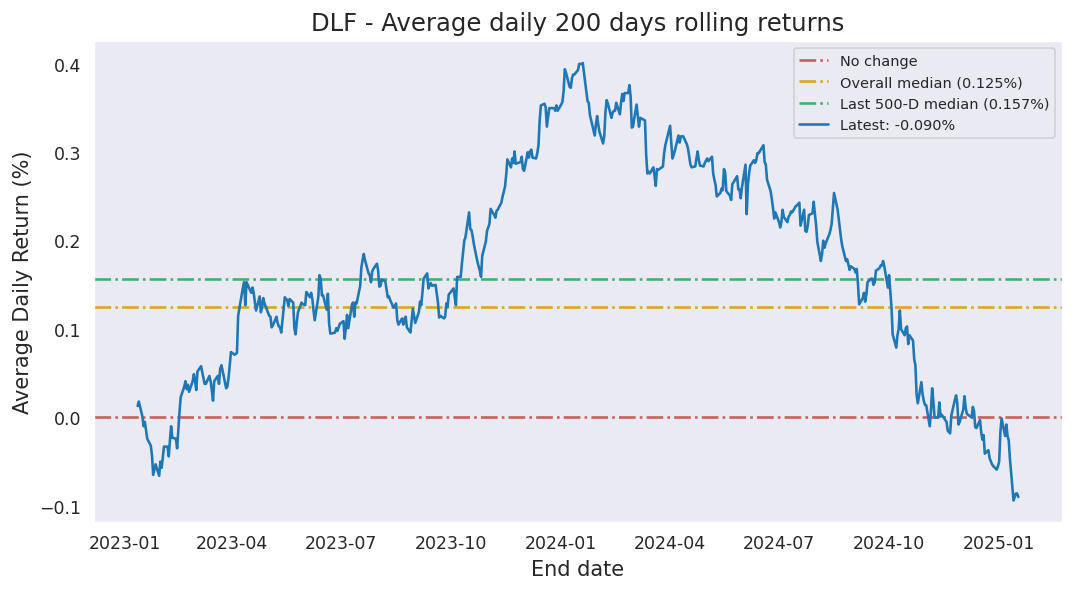 DLF - Average daily 200 days rolling returns
No change
Overall median (0.125%)
Last 500-D median (0.157%)
Latest: -0.090%
Average Daily Return (%)
0.4
0.3
0.2
0.1
0.0
−0.1
2023-01 2023-04 2023-07 2023-10 2024-01 2024-04 2024-07 2024-10 2025-01
End date